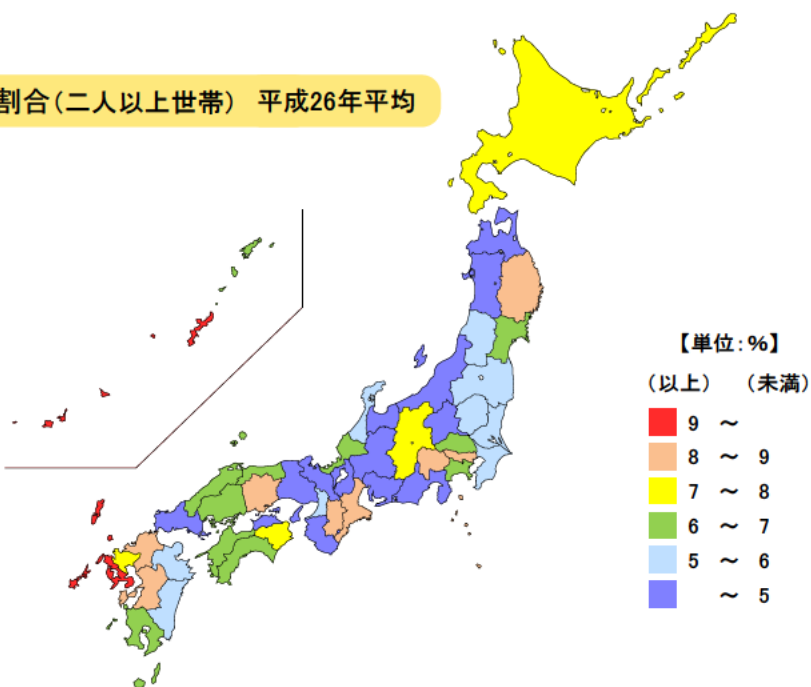 割合(二人以上世帯) 平成26年平均
【単位:%】
(以上) (未満)
9 ~
8 ~ 9
7 ~ 8
6 ~ 7
5 ~ 6
~ 5